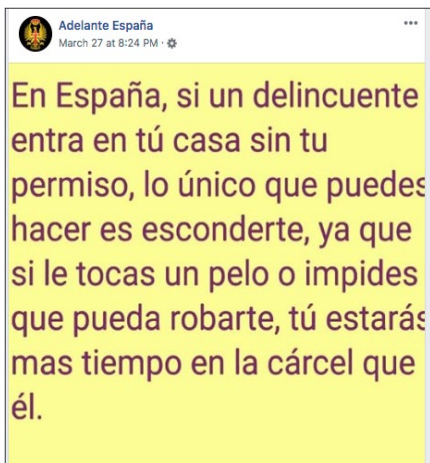 Adelante España
March 27 at 8:24 PM ·
En España, si un delincuente
entra en tú casa sin tu
permiso, lo único que puedes
hacer es esconderte, ya que
si le tocas un pelo o impides
que pueda robarte, tú estarás
mas tiempo en la cárcel que
él.